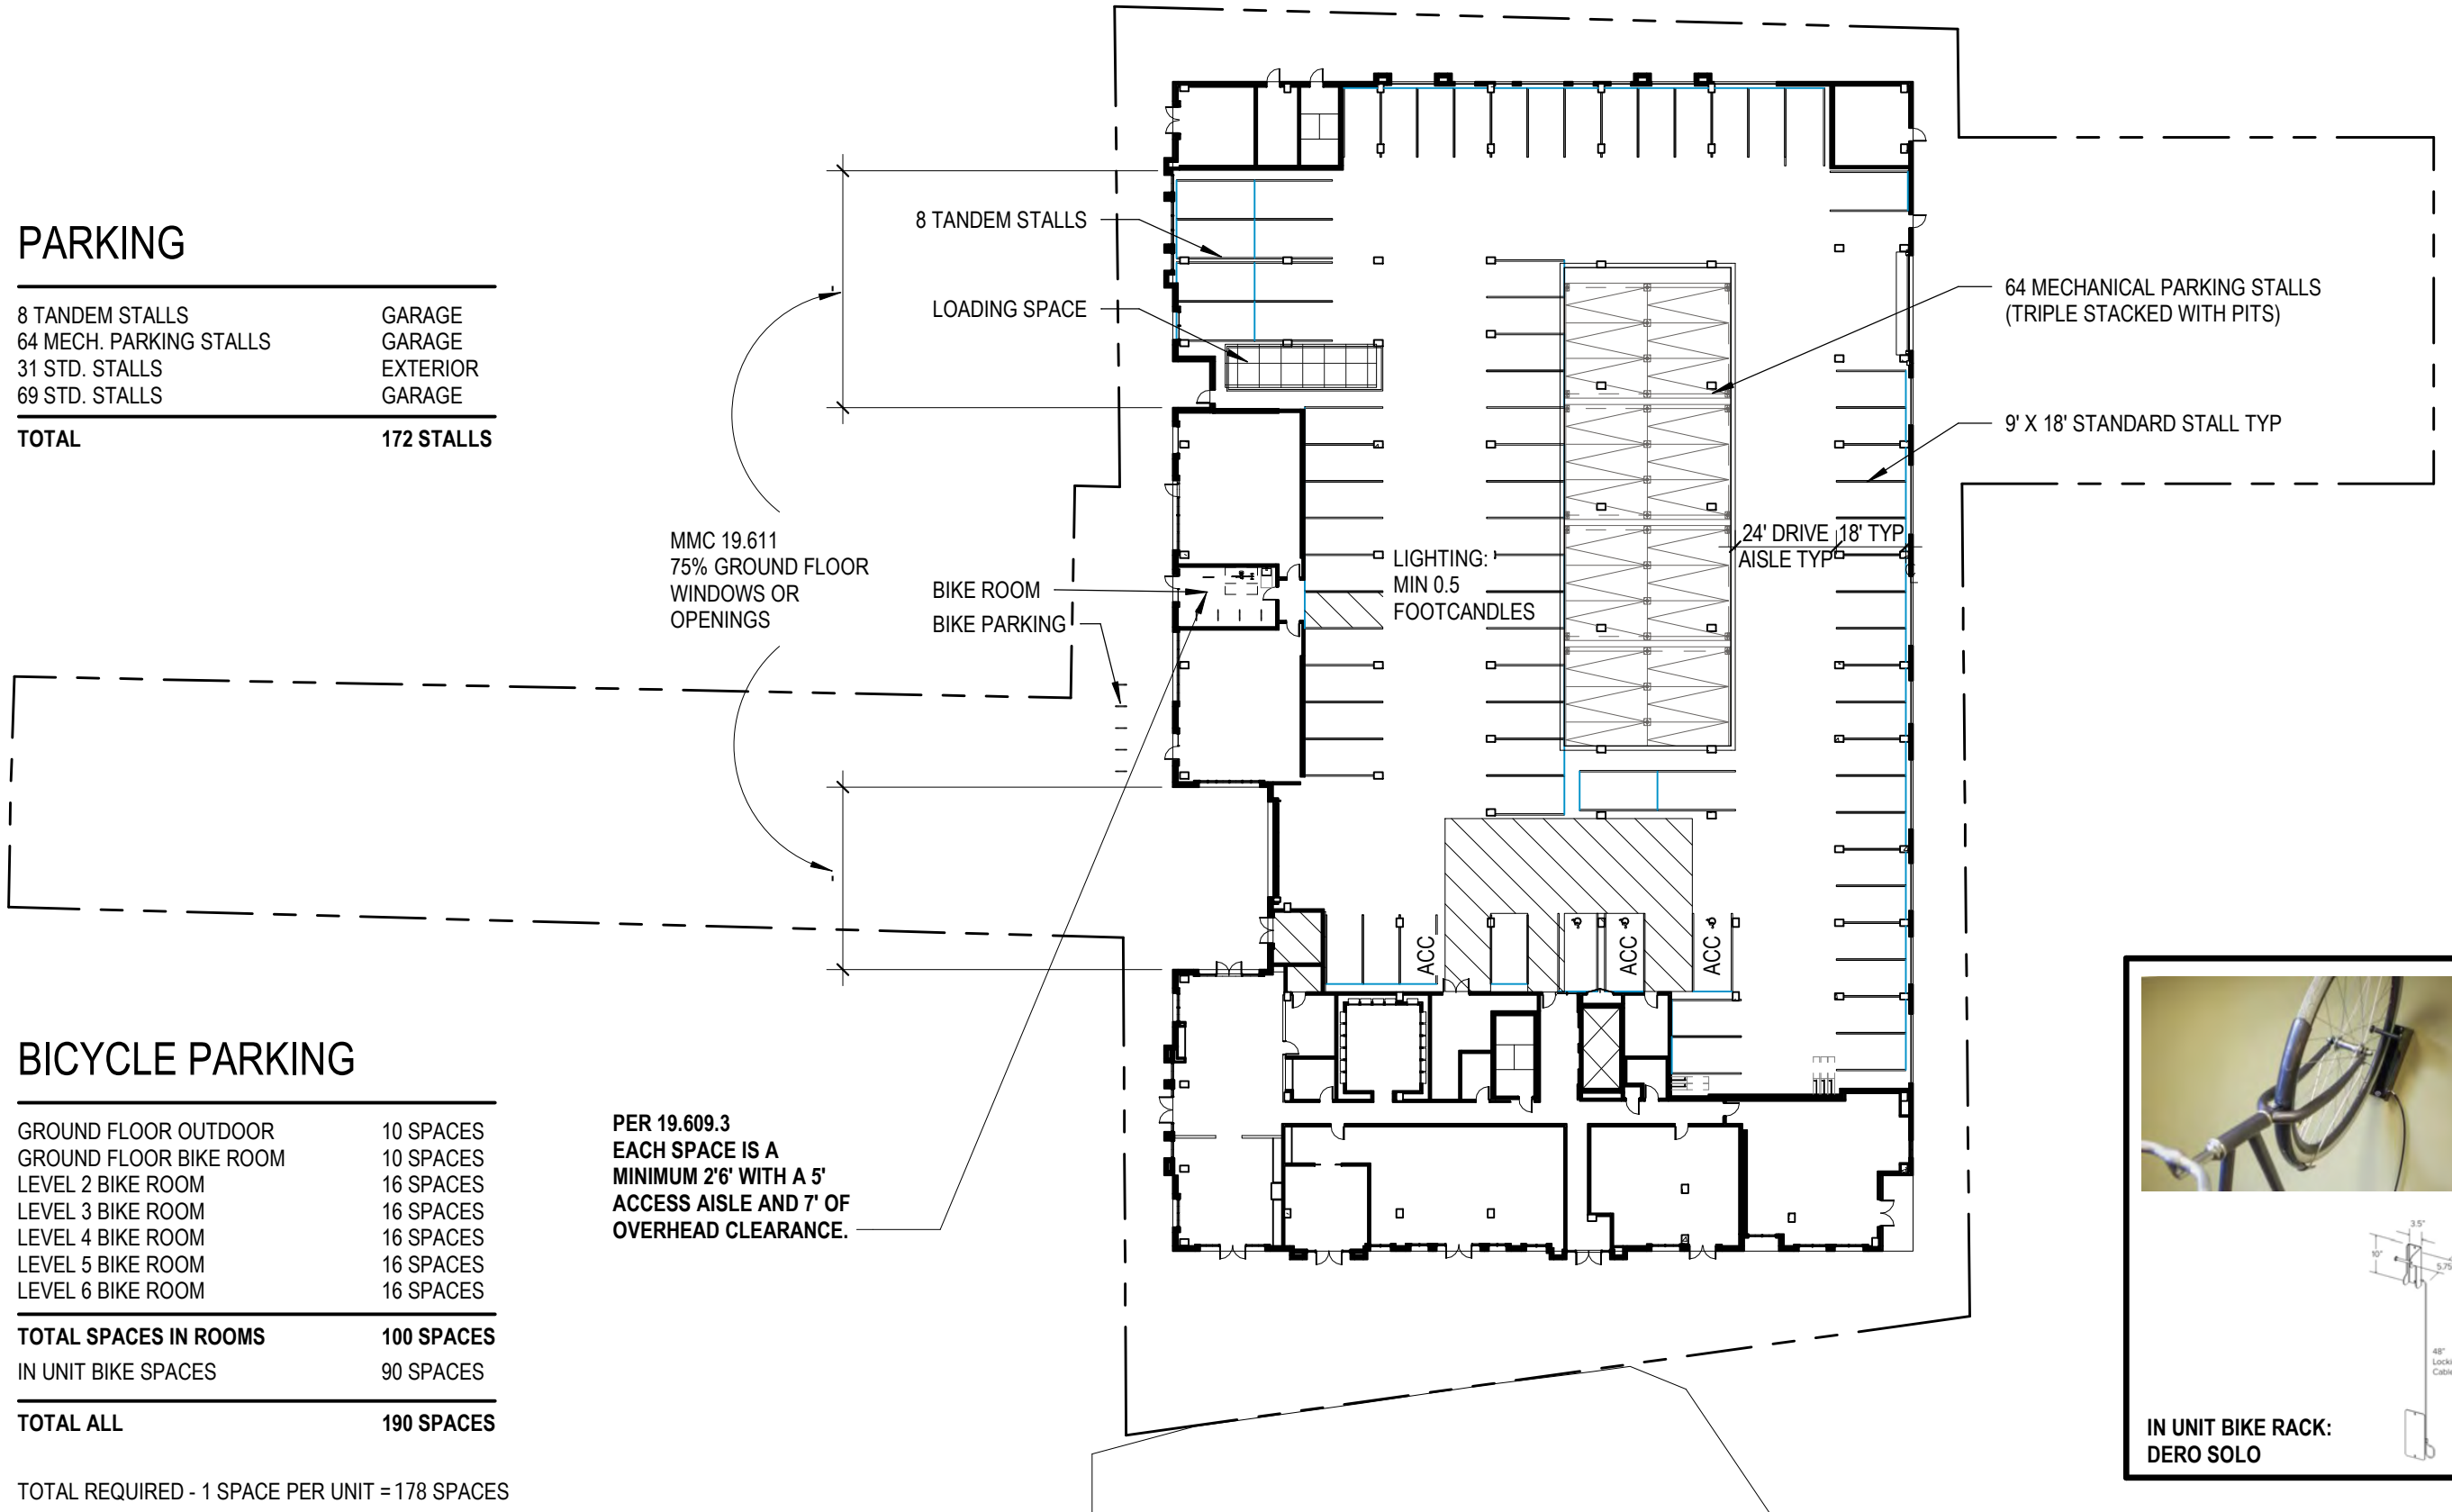 PARKING
8 TANDEM STALLS GARAGE
64 MECH. PARKING STALLS GARAGE
31 STD. STALLS EXTERIOR
69 STD. STALLS GARAGE
TOTAL 172 STALLS
8 TANDEM STALLS
LOADING SPACE
MMC 19.611
75% GROUND FLOOR
WINDOWS OR
OPENINGS
BIKE ROOM
BIKE PARKING
LIGHTING:
MIN 0.5
FOOTCANDLES
64 MECHANICAL PARKING STALLS
(TRIPLE STACKED WITH PITS)
9' X 18' STANDARD STALL TYP
24' DRIVE
AISLE TYP
18' TYP
ACC
ACC
ACC
BICYCLE PARKING
GROUND FLOOR OUTDOOR 10 SPACES
GROUND FLOOR BIKE ROOM 10 SPACES
LEVEL 2 BIKE ROOM 16 SPACES
LEVEL 3 BIKE ROOM 16 SPACES
LEVEL 4 BIKE ROOM 16 SPACES
LEVEL 5 BIKE ROOM 16 SPACES
LEVEL 6 BIKE ROOM 16 SPACES
TOTAL SPACES IN ROOMS 100 SPACES
IN UNIT BIKE SPACES 90 SPACES
TOTAL ALL 190 SPACES
TOTAL REQUIRED - 1 SPACE PER UNIT = 178 SPACES
PER 19.609.3
EACH SPACE IS A
MINIMUM 2'6' WITH A 5'
ACCESS AISLE AND 7' OF
OVERHEAD CLEARANCE.
3.5"
10"
5.75
48"
Locki
Cable
IN UNIT BIKE RACK:
DERO SOLO